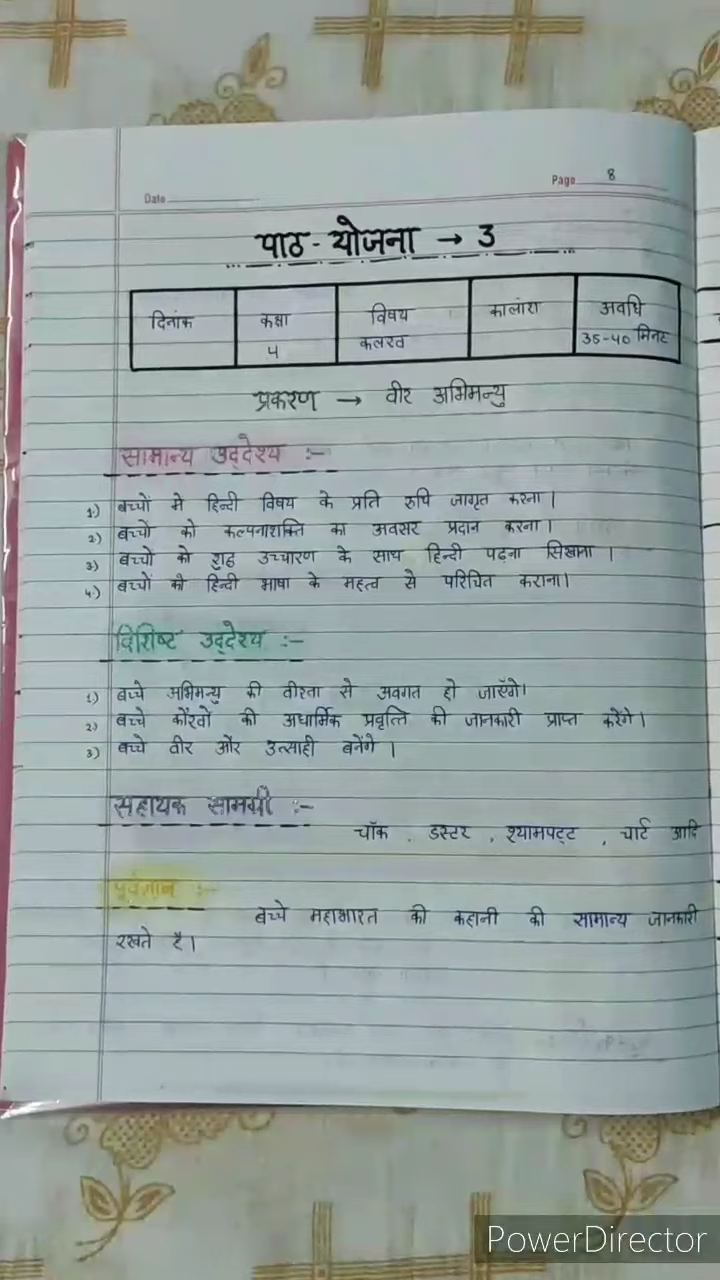 Page 8
Date
पाठ - योजना → 3
दिनांक कक्षा विषय कालांश अवधि
4 कलरव 35-40 मिनट
प्रकरण → वीर अभिमन्यु
सामान्य उद्‌देश्य :-
1.) बच्चों मे हिन्दी विषय के प्रति रुचि जागृत करना।
2.) बच्चों को कल्पनाशक्ति का अवसर प्रदान करना।
3.) बच्चों को शुद्ध उच्चारण के साथ हिन्दी पढ़ना सिखाना।
4.) बच्चों को हिन्दी भाषा के महत्व से परिचित कराना।
विशिष्ट उद्‌देश्य :-
1) बच्चे अभिमन्यु की वीरता से अवगत हो जाएँगे।
2) बच्चे कौरवों की अधार्मिक प्रवृत्ति की जानकारी प्राप्त करेंगे।
3) बच्चे वीर और उत्साही बनेंगे।
सहायक सामग्री :-
चॉक , डस्टर , श्यामपट्‌ट , चार्ट आदि
पूर्वज्ञान :-
बच्चे महाभारत की कहानी की सामान्य जानकारी
रखते है।
PowerDirector